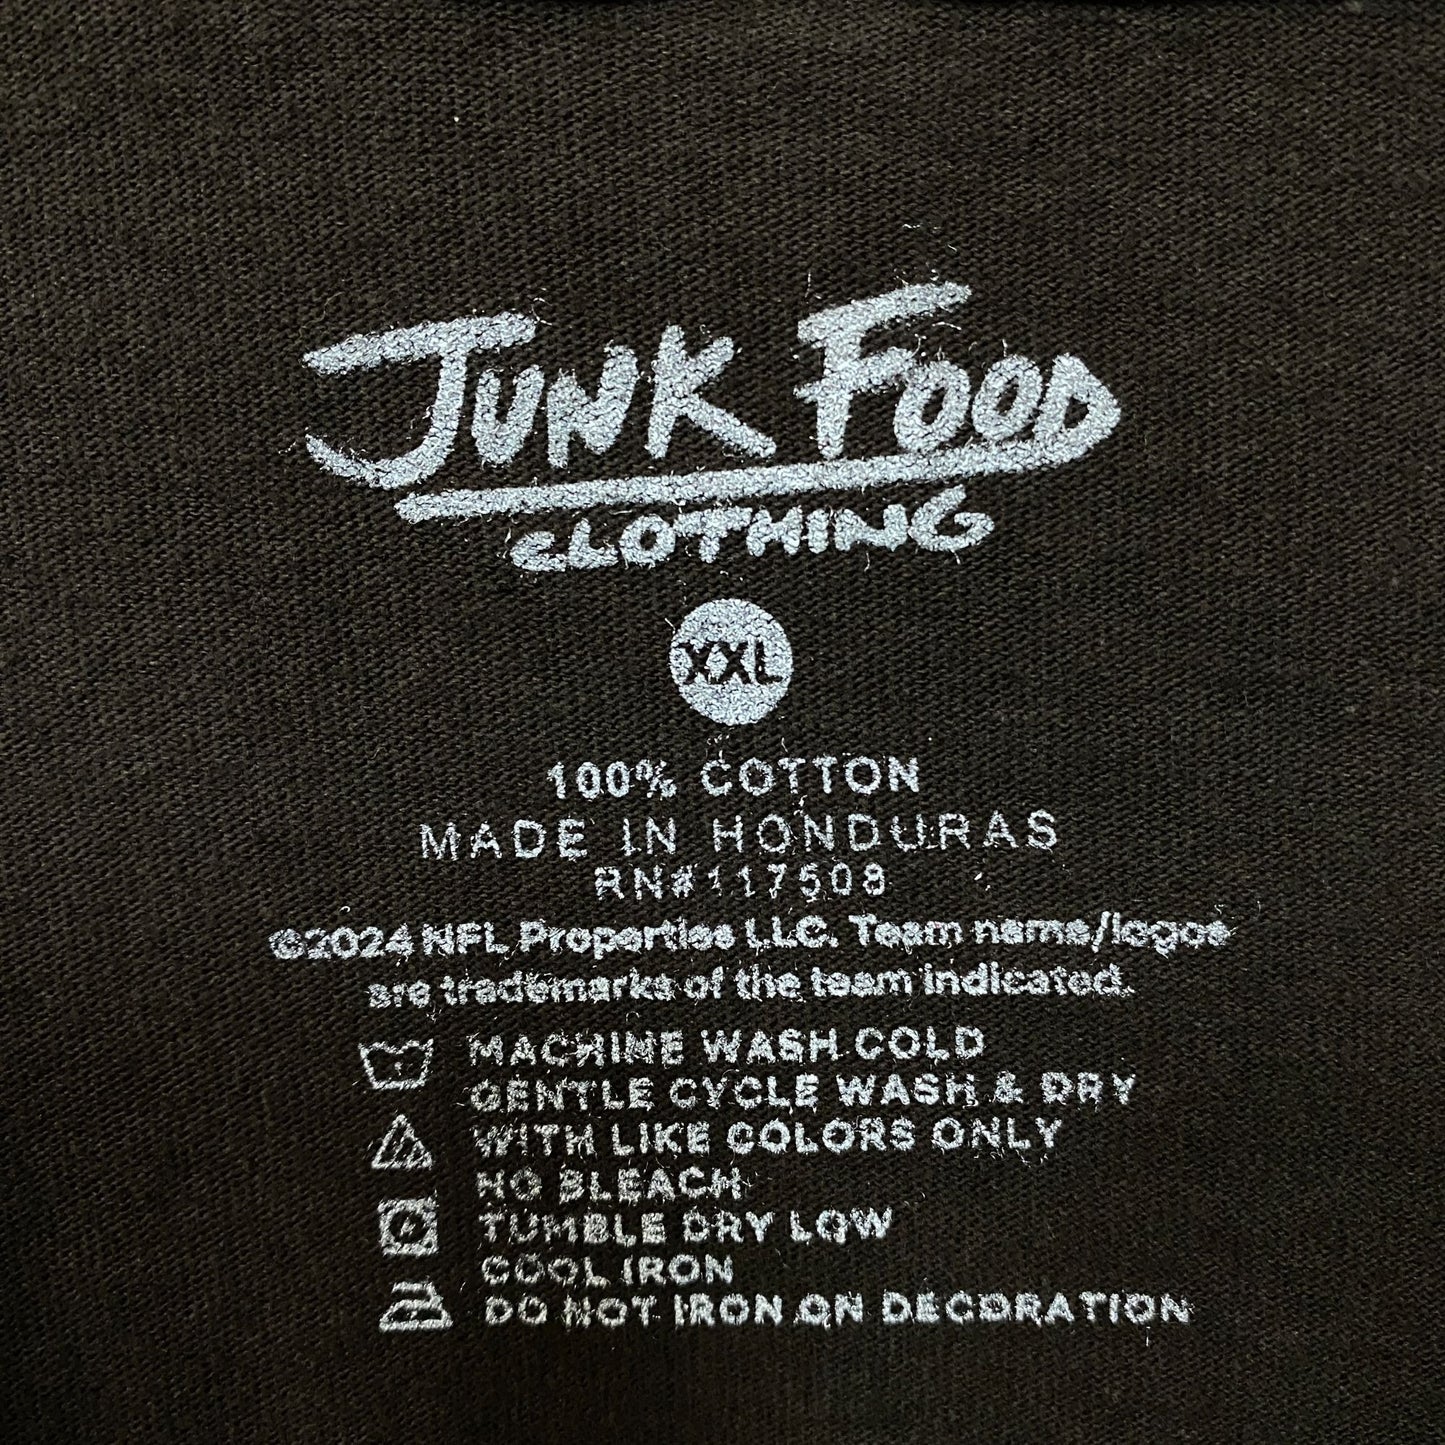 JUNK FOOD
CLOTHING
XXL
100% COTTON
MADE IN HONDURAS
RN#117508
©2024 NFL Properties LLC. Team name/logos
are trademarks of the team indicated.
MACHINE WASH COLD
GENTLE CYCLE WASH & DRY
WITH LIKE COLORS ONLY
NO BLEACH
TUMBLE DRY LOW
COOL IRON
DO NOT IRON ON DECORATION